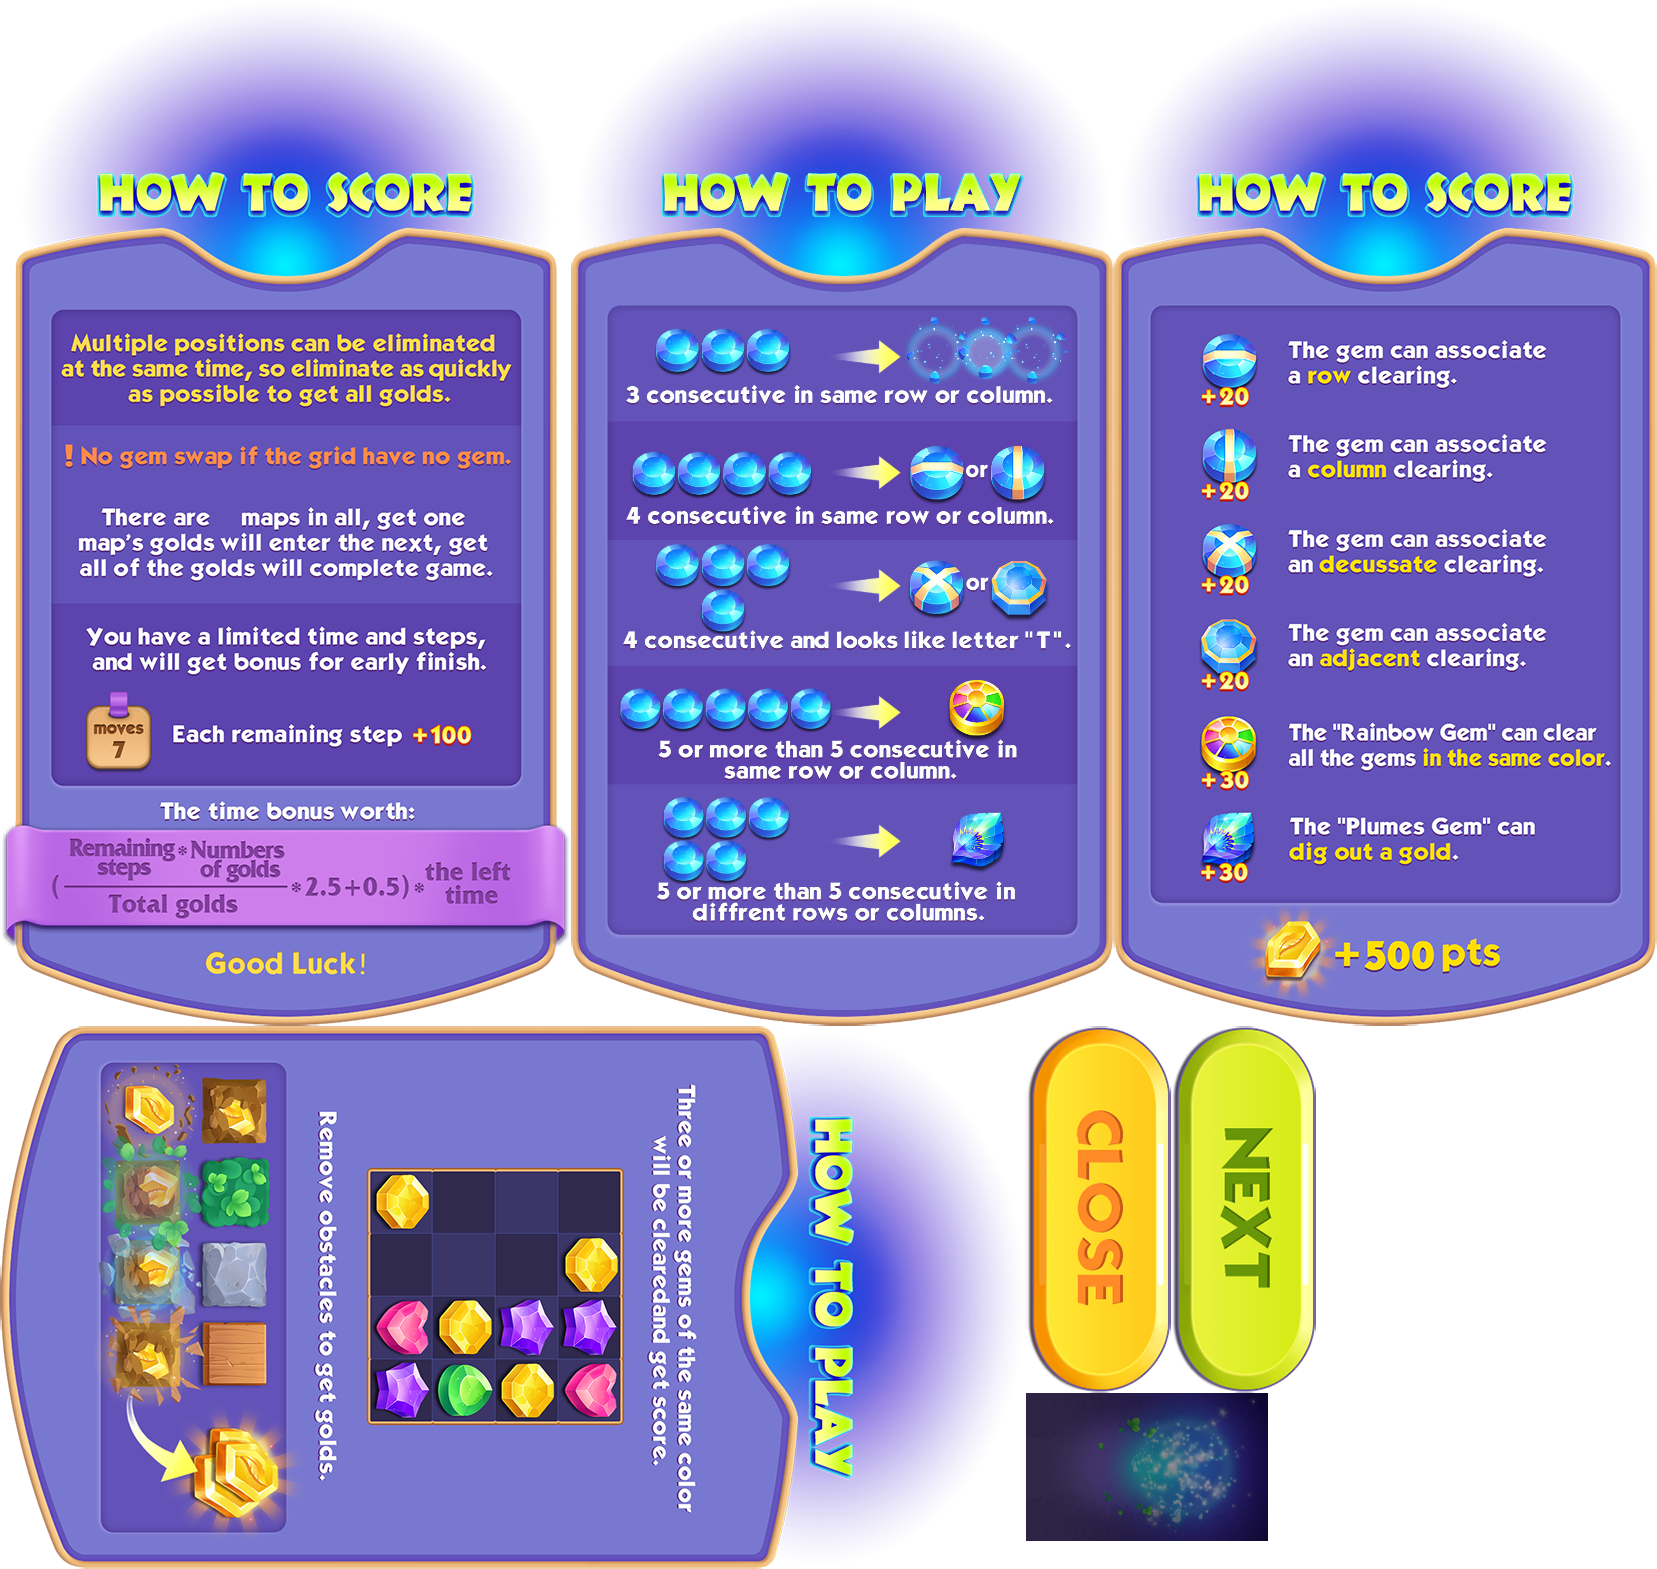 HOW TO SCORE
Multiple positions can be eliminated
at the same time, so eliminate as quickly
as possible to get all golds.
! No gem swap if the grid have no gem.
There are maps in all, get one
map's golds will enter the next, get
all of the golds will complete game.
You have a limited time and steps,
and will get bonus for early finish.
moves
7
Each remaining step +100
The time bonus worth:
(Remaining steps * Numbers of golds
Total golds
*2.5+0.5) * the left time
Good Luck!
HOW TO PLAY
3 consecutive in same row or column.
or
4 consecutive in same row or column.
or
4 consecutive and looks like letter "T".
5 or more than 5 consecutive in
same row or column.
5 or more than 5 consecutive in
diffrent rows or columns.
HOW TO SCORE
The gem can associate
a row clearing.
+20
The gem can associate
a column clearing.
+20
The gem can associate
an decussate clearing.
+20
The gem can associate
an adjacent clearing.
+20
The "Rainbow Gem" can clear
all the gems in the same color.
+30
The "Plumes Gem" can
dig out a gold.
+30
+500 pts
HOW TO PLAY
Three or more gems of the same color
will be clearedand get score.
Remove obstacles to get golds.
CLOSE
NEXT